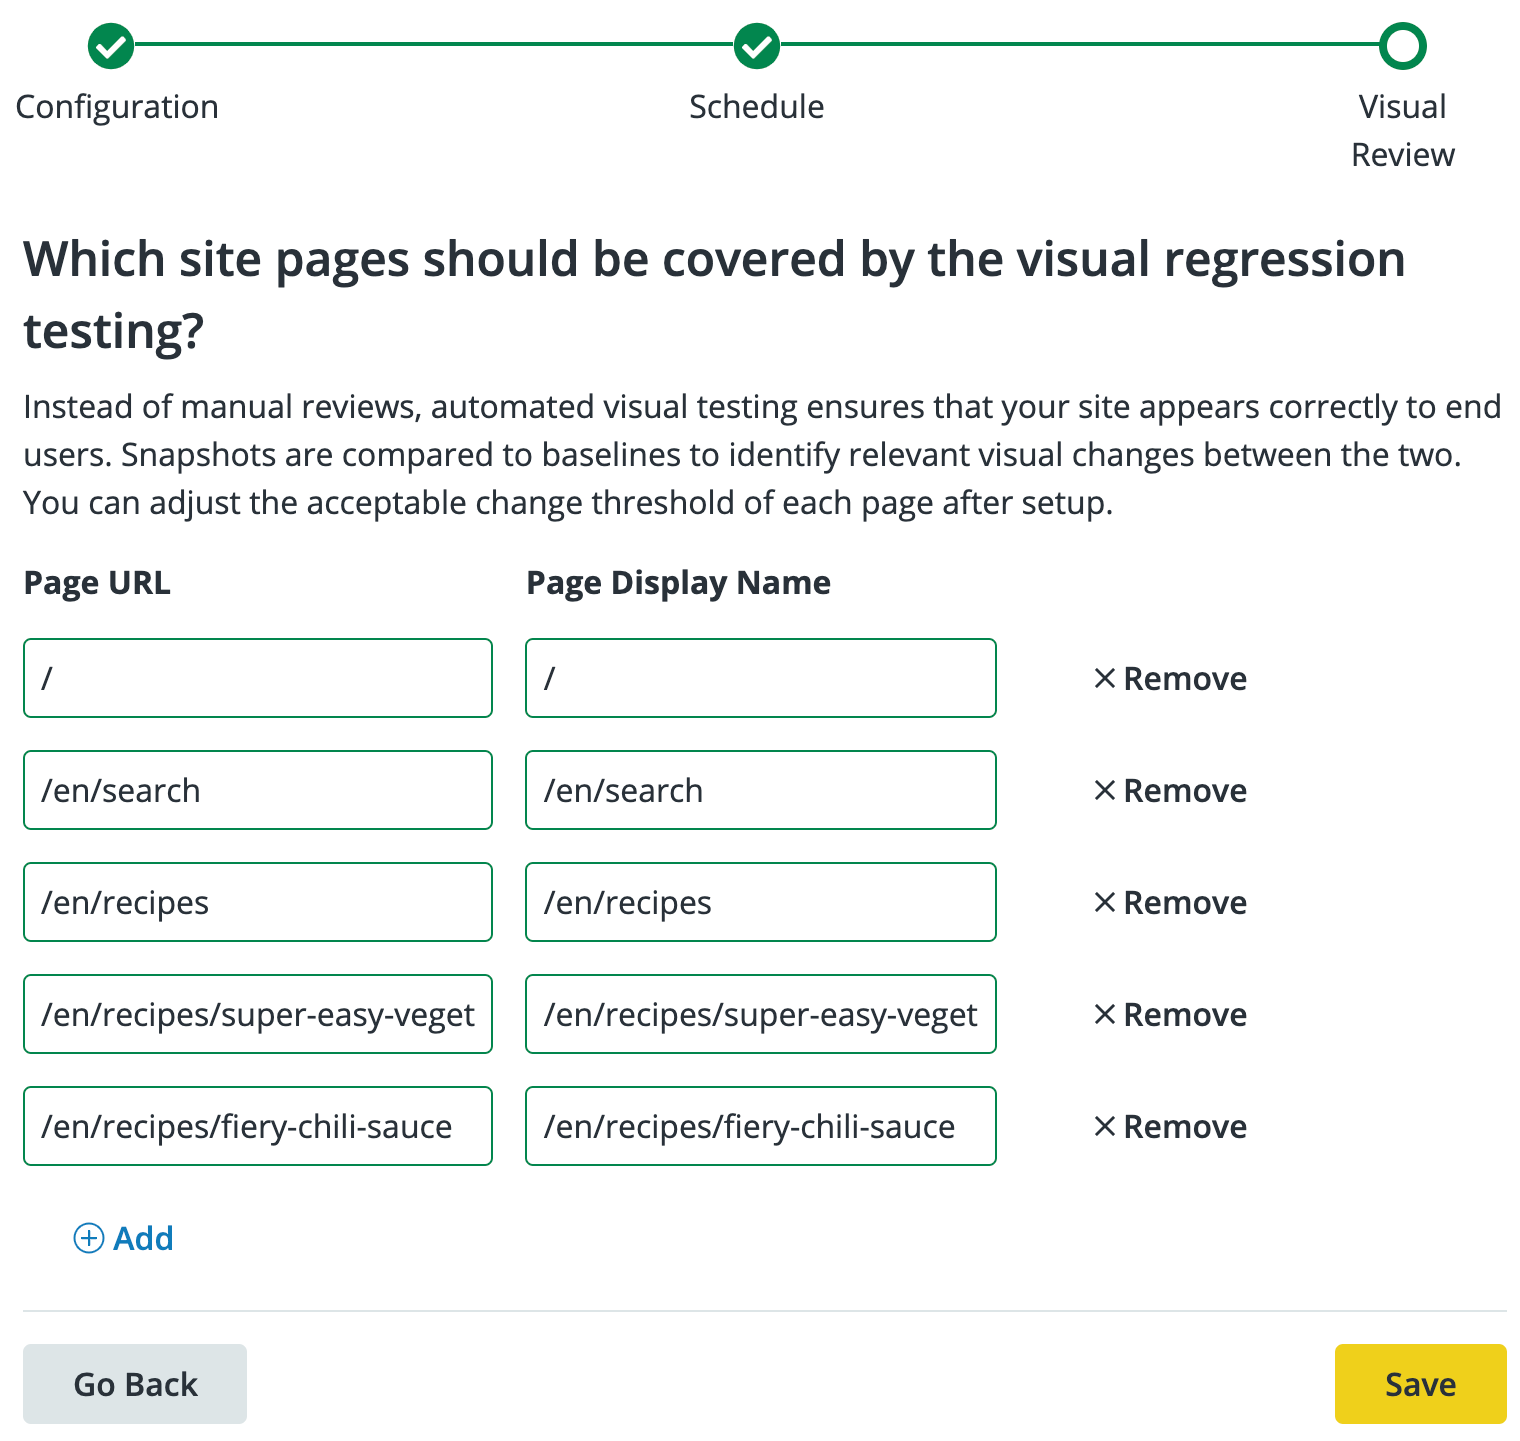 Configuration
Schedule
Visual
Review
Which site pages should be covered by the visual regression
testing?
Instead of manual reviews, automated visual testing ensures that your site appears correctly to end
users. Snapshots are compared to baselines to identify relevant visual changes between the two.
You can adjust the acceptable change threshold of each page after setup.
Page URL Page Display Name
/ / Remove
/en/search /en/search Remove
/en/recipes /en/recipes Remove
/en/recipes/super-easy-veget /en/recipes/super-easy-veget Remove
/en/recipes/fiery-chili-sauce /en/recipes/fiery-chili-sauce Remove
Add
Go Back Save